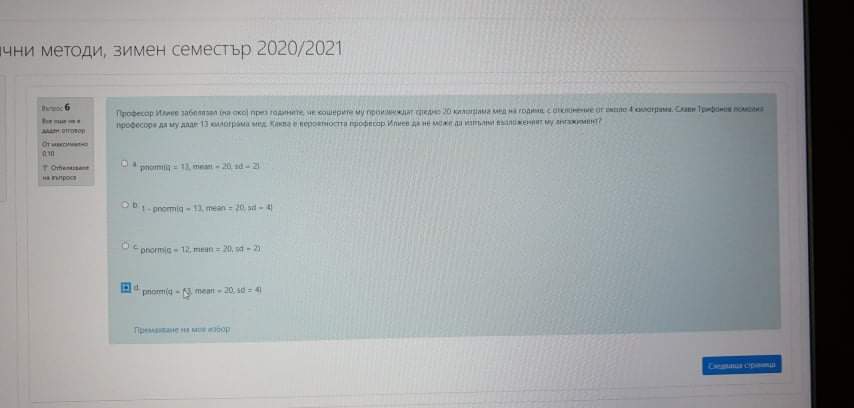 чни методи, зимен семестър 2020/2021
Въпрос 6
Все още не е
даден отговор
От максимално
0,10
Отбелязване
на въпроса
Професор Илиев забелязал (на око) през годините, че кошерите му произвеждат средно 20 килограма мед на година, с отклонение от около 4 килограма. Слави Трифонов помолил
професора да му даде 13 килограма мед. Каква е вероятността професор Илиев да не може да изпълни възложеният му ангажимент?
a. pnorm(q = 13, mean = 20, sd = 2)
b. 1 - pnorm(q = 13, mean = 20, sd = 4)
c. pnorm(q = 12, mean = 20, sd = 2)
d. pnorm(q = 13, mean = 20, sd = 4)
Премахване на моя избор
Следваща страница